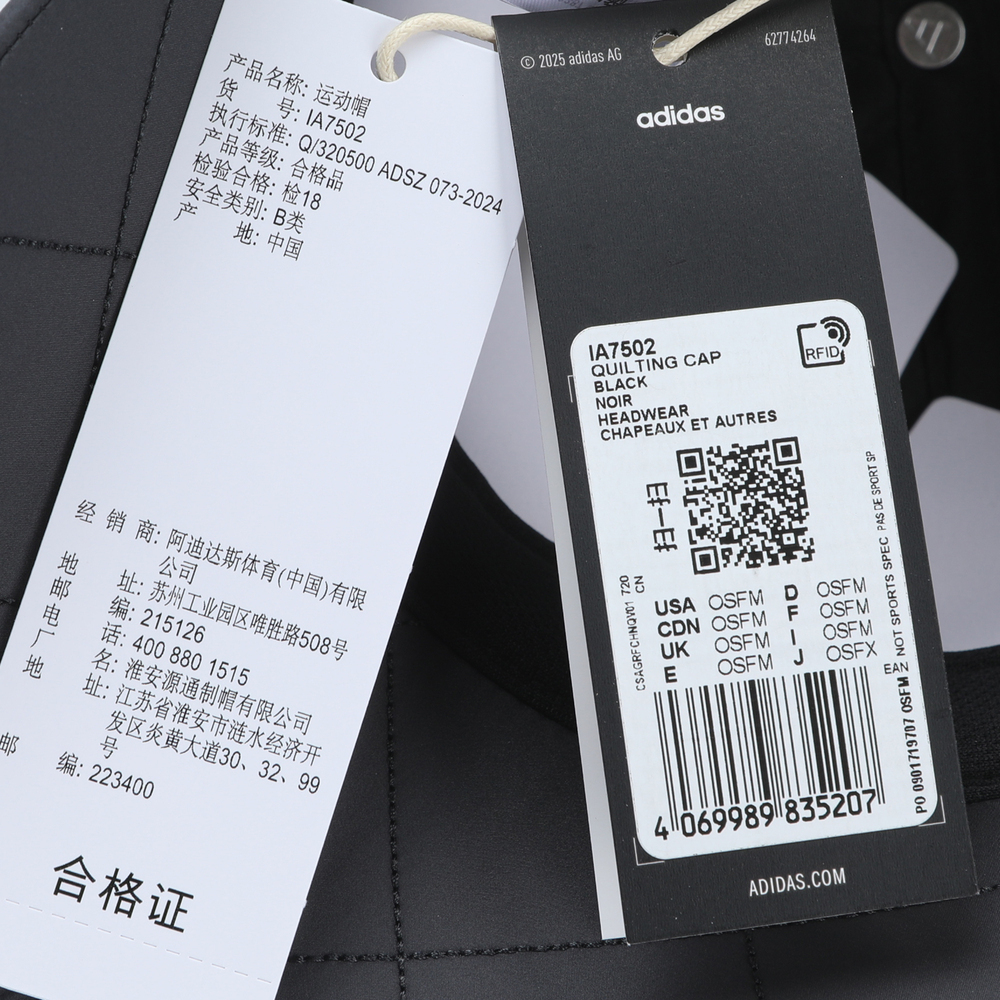 产品名称: 运动帽
货 号: IA7502
执行标准: Q/320500 ADSZ 073-2024
产品等级: 合格品
检验合格: 检18
安全类别: B类
产 地: 中国
经 销 商: 阿迪达斯体育(中国)有限
公司
地 址: 苏州工业园区唯胜路508号
邮 编: 215126
电 话: 400 880 1515
厂 名: 淮安源通制帽有限公司
地 址: 江苏省淮安市涟水经济开
发区炎黄大道30、32、99
号
邮 编: 223400
合格证
© 2025 adidas AG
62774264
adidas
IA7502
QUILTING CAP
BLACK
NOIR
HEADWEAR
CHAPEAUX ET AUTRES
RFID
扫一扫
CSAGRFCHNQV01 720
CN
USA OSFM D OSFM
CDN OSFM F OSFM
UK OSFM I OSFM
E OSFM J OSFX
EAN NOT SPORTS SPEC PAS DE SPORT SP
PO 0901719707 OSFM
4 069989 835207
ADIDAS.COM